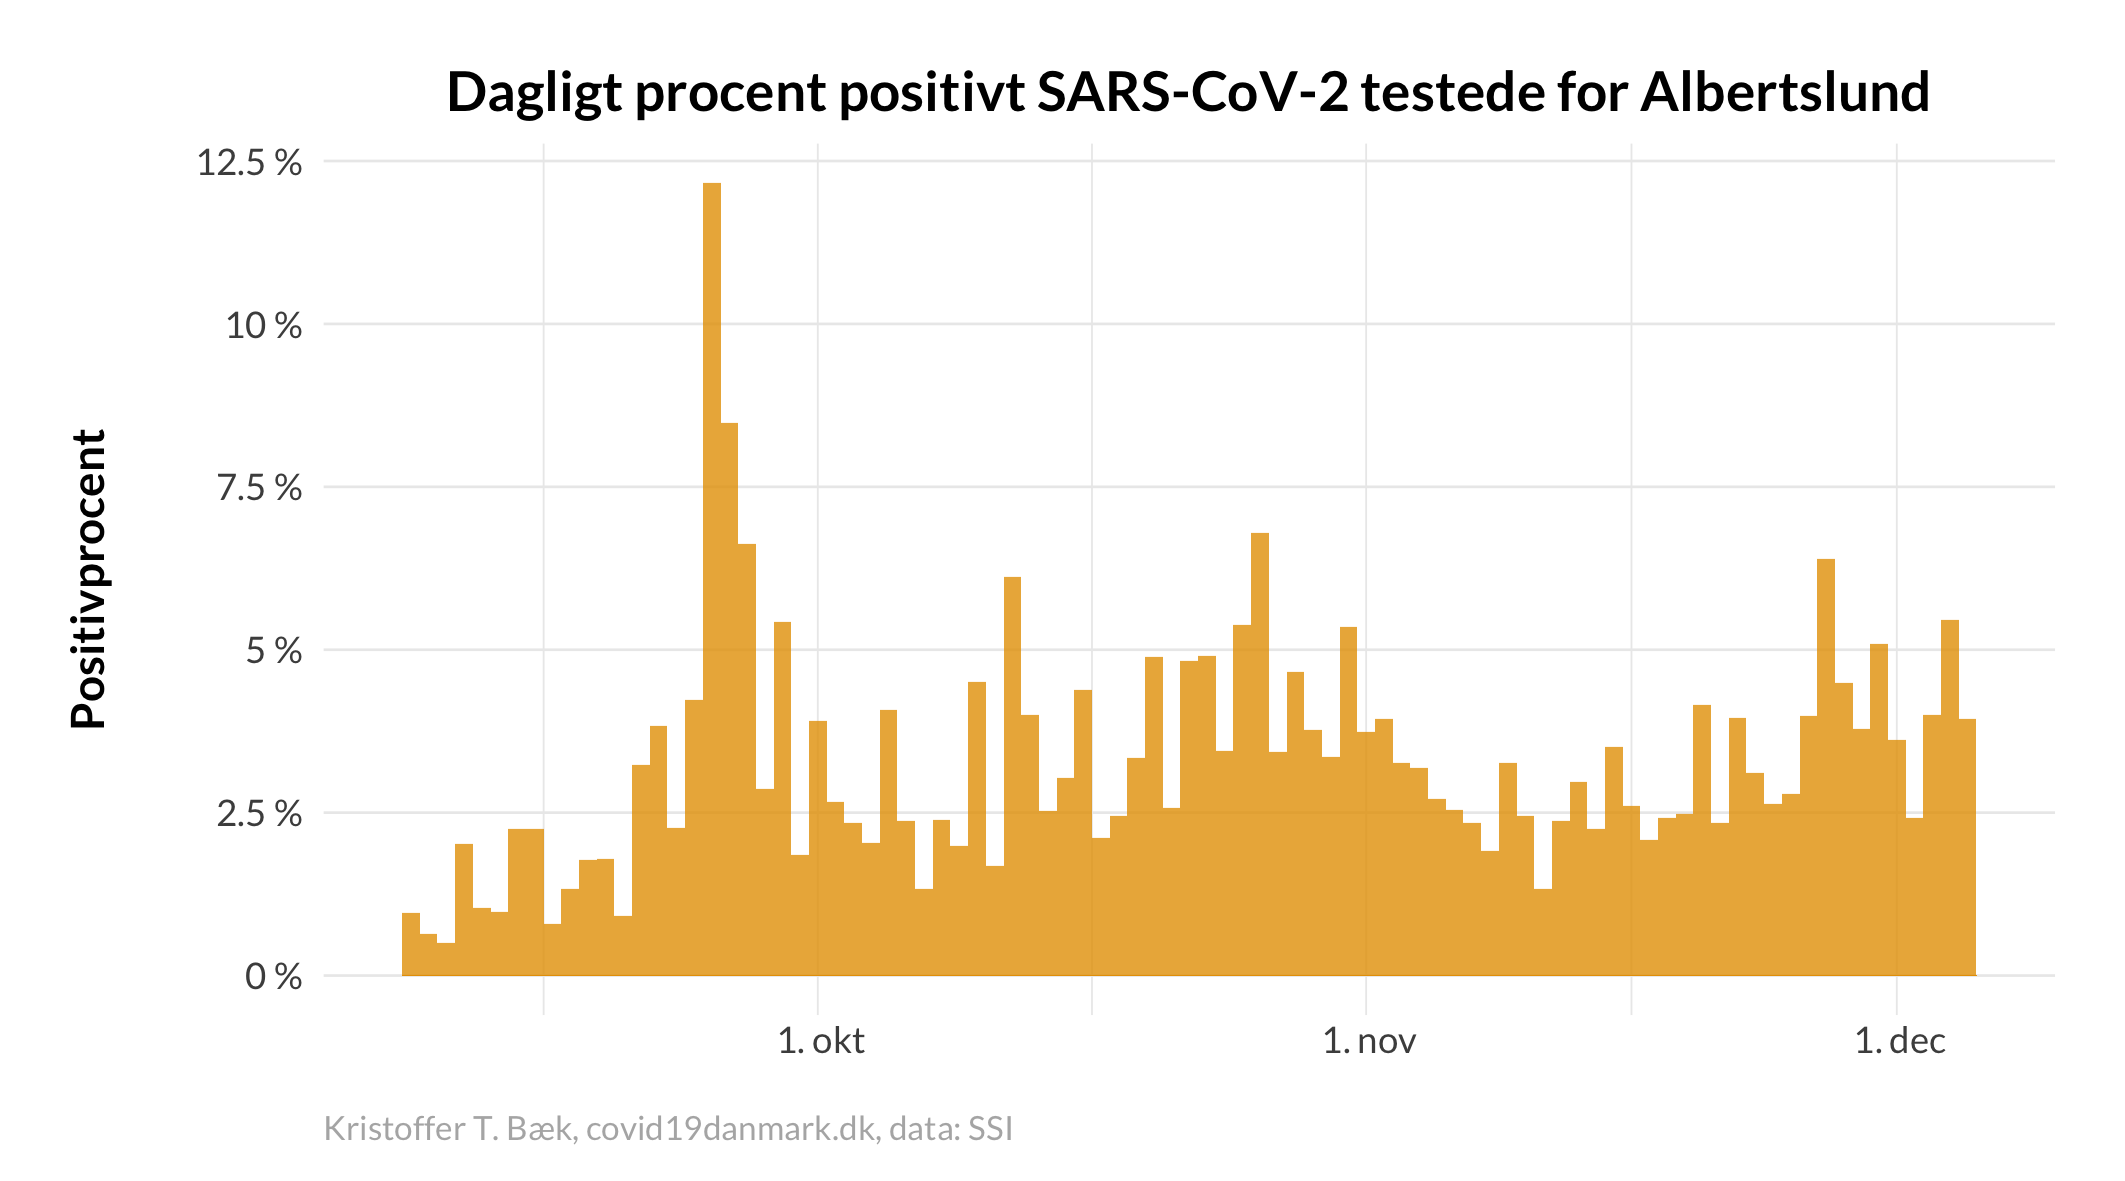 Dagligt procent positivt SARS-CoV-2 testede for Albertslund
Positivprocent
12.5 %
10 %
7.5 %
5 %
2.5 %
0 %
1. okt
1. nov
1. dec
Kristoffer T. Bæk, covid19danmark.dk, data: SSI